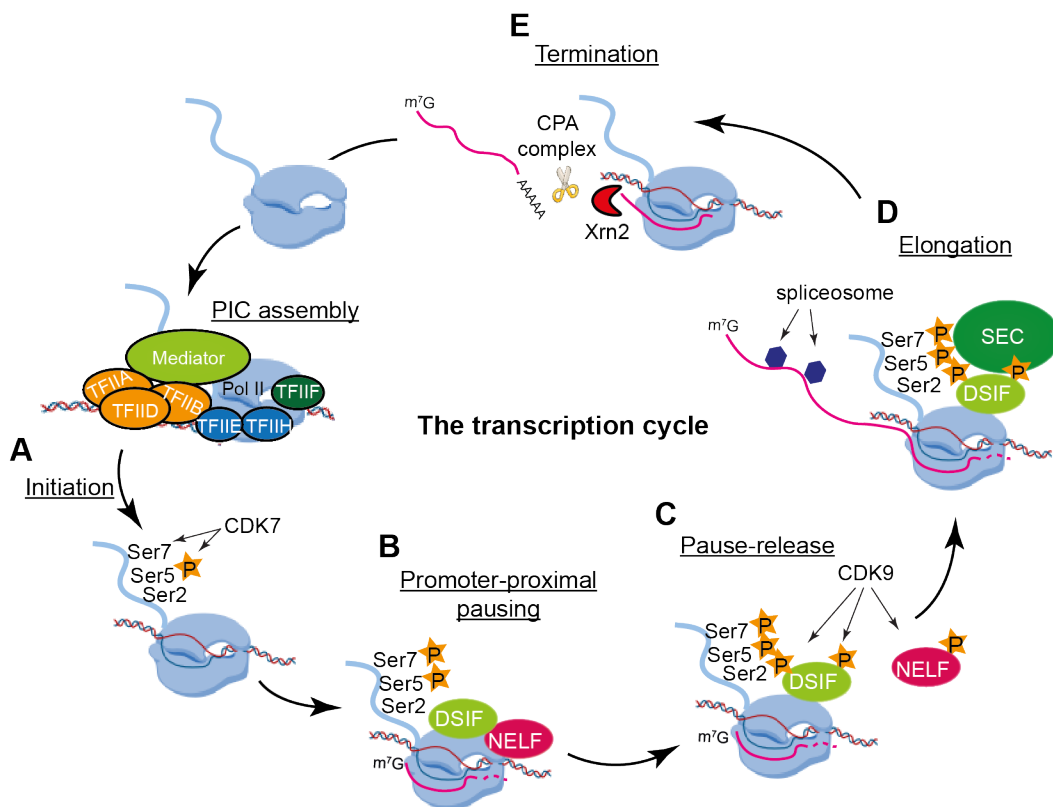 E
Termination
m⁷G
CPA
complex
AAAAA
Xrn2
D
Elongation
spliceosome
m⁷G
Ser7 P
Ser5 P
Ser2 P
SEC
P
DSIF
PIC assembly
Mediator
Pol II
TFIIA
TFIIB
TFIID
TFIIE
TFIIH
TFIIF
The transcription cycle
A
Initiation
CDK7
Ser7
Ser5 P
Ser2
B
Promoter-proximal
pausing
Ser7 P
Ser5 P
Ser2
DSIF
NELF
m⁷G
C
Pause-release
CDK9
Ser7 P
Ser5 P
Ser2 P
DSIF
P
NELF
P
m⁷G